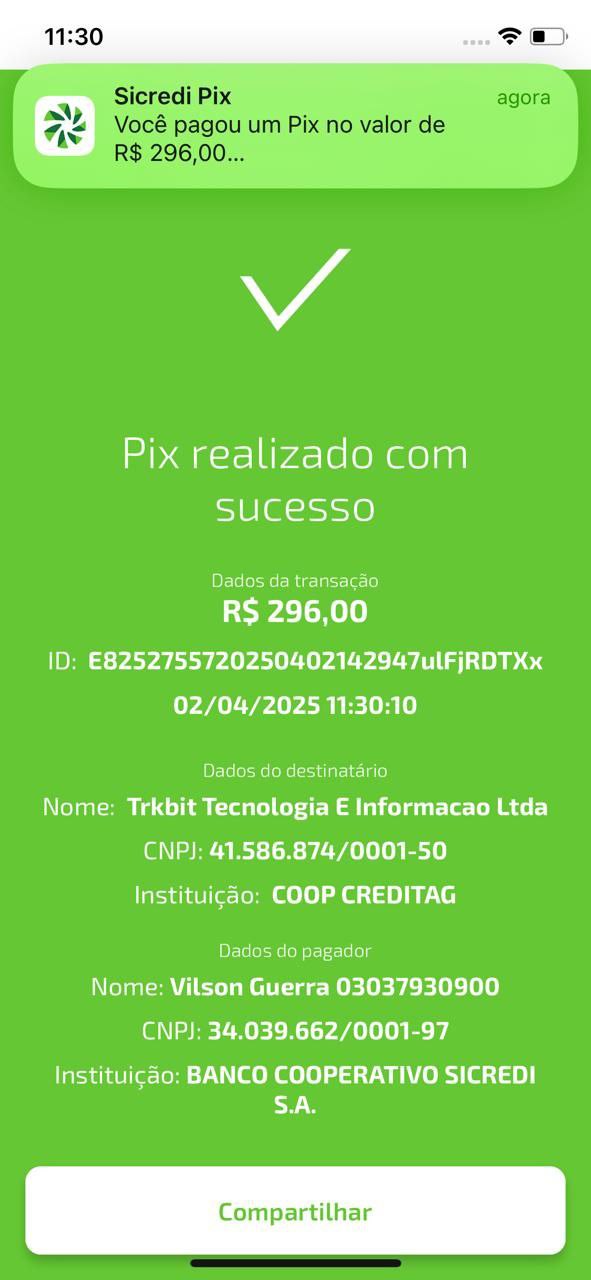 11:30
Sicredi Pix
agora
Você pagou um Pix no valor de
R$ 296,00...
Pix realizado com
sucesso
Dados da transação
R$ 296,00
ID: E8252755720250402142947ulFjRDTXx
02/04/2025 11:30:10
Dados do destinatário
Nome: Trkbit Tecnologia E Informacao Ltda
CNPJ: 41.586.874/0001-50
Instituição: COOP CREDITAG
Dados do pagador
Nome: Vilson Guerra 03037930900
CNPJ: 34.039.662/0001-97
Instituição: BANCO COOPERATIVO SICREDI
S.A.
Compartilhar